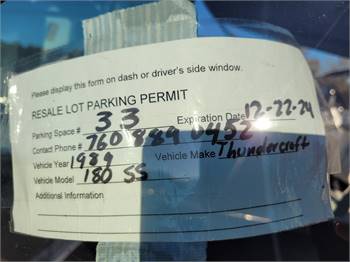 Please display this form on dash or driver's side window.
RESALE LOT PARKING PERMIT
Parking Space # 33 Expiration Date 12-22-24
Contact Phone # 760 889 0452
Vehicle Year 1989 Vehicle Make Thundercraft
Vehicle Model 180 SS
Additional Information